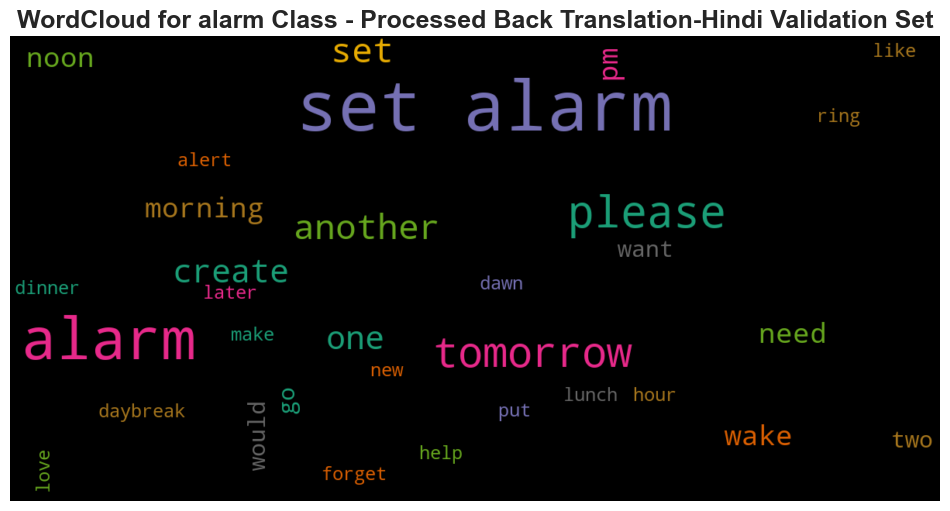 WordCloud for alarm Class - Processed Back Translation-Hindi Validation Set
noon
set
pm
like
set alarm
ring
alert
morning
another
please
want
create
dinner
later
dawn
alarm
make
one
tomorrow
need
new
daybreak
would
go
put
lunch
hour
wake
two
love
help
forget